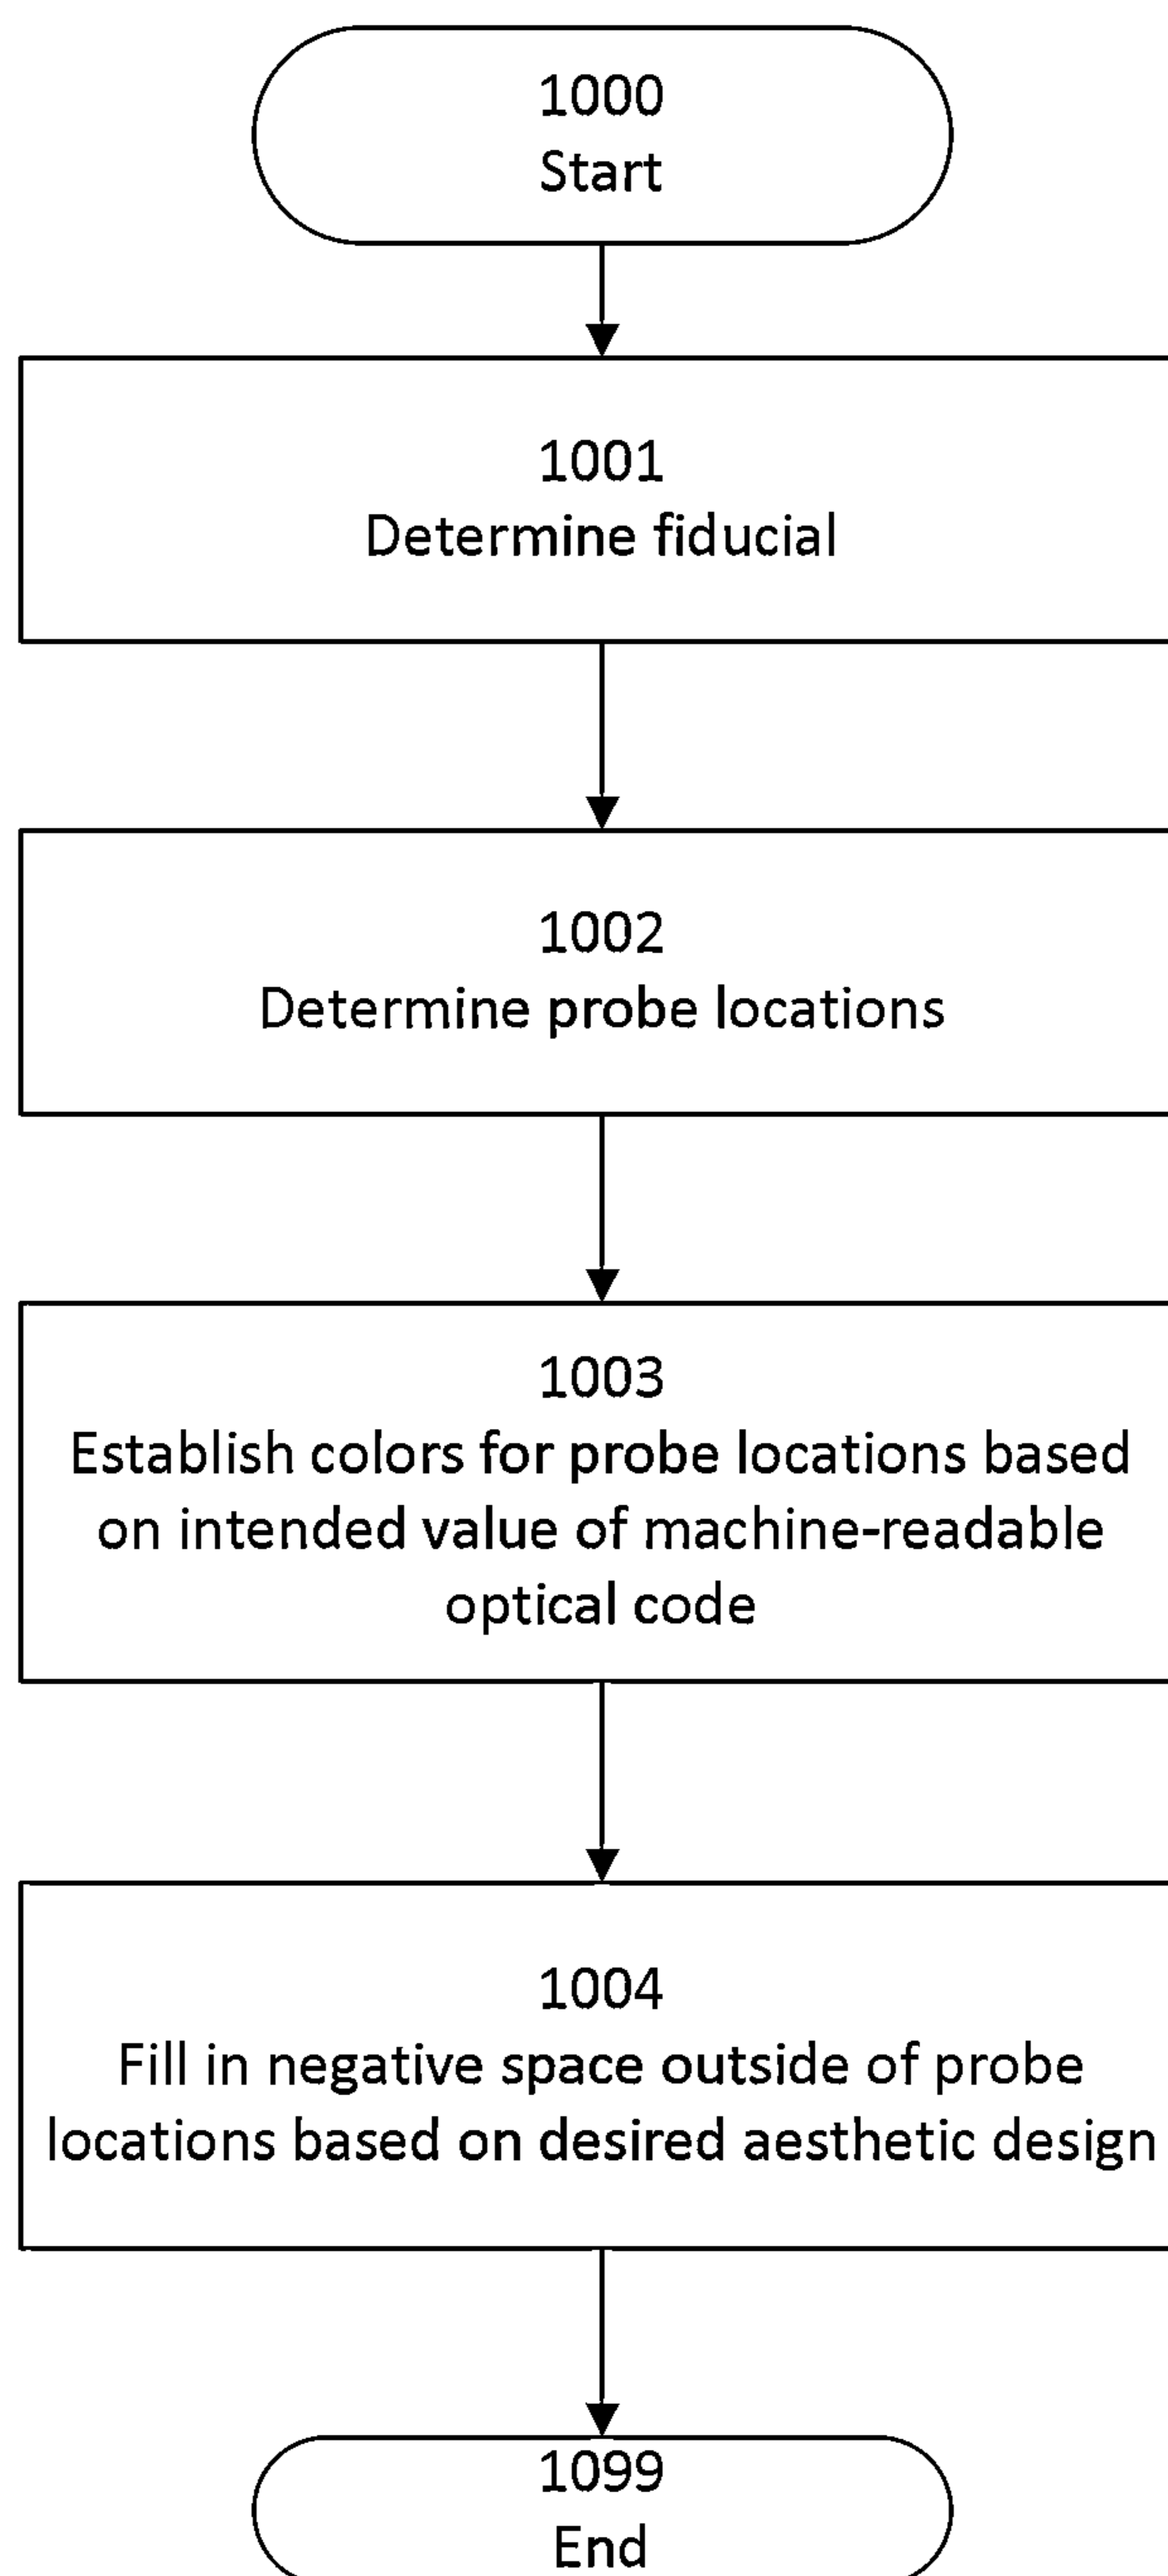 1000
Start
1001
Determine fiducial
1002
Determine probe locations
1003
Establish colors for probe locations based
on intended value of machine-readable
optical code
1004
Fill in negative space outside of probe
locations based on desired aesthetic design
1099
End